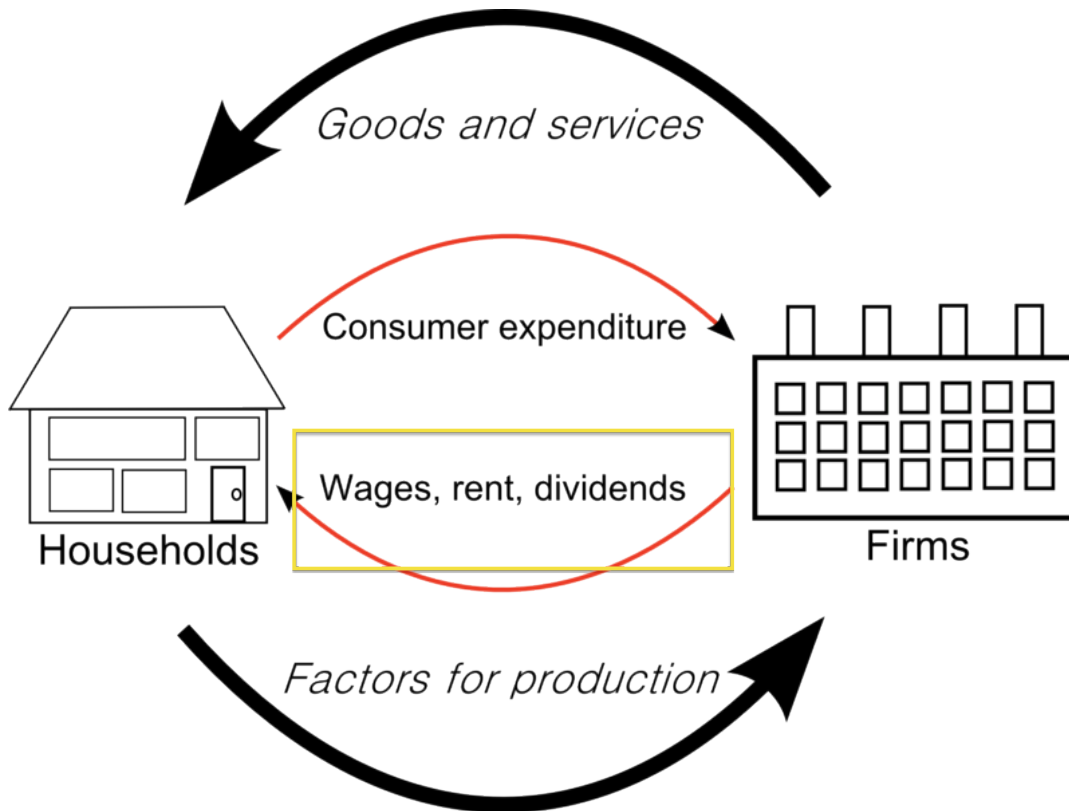 Goods and services
Consumer expenditure
Wages, rent, dividends
Households
Firms
Factors for production